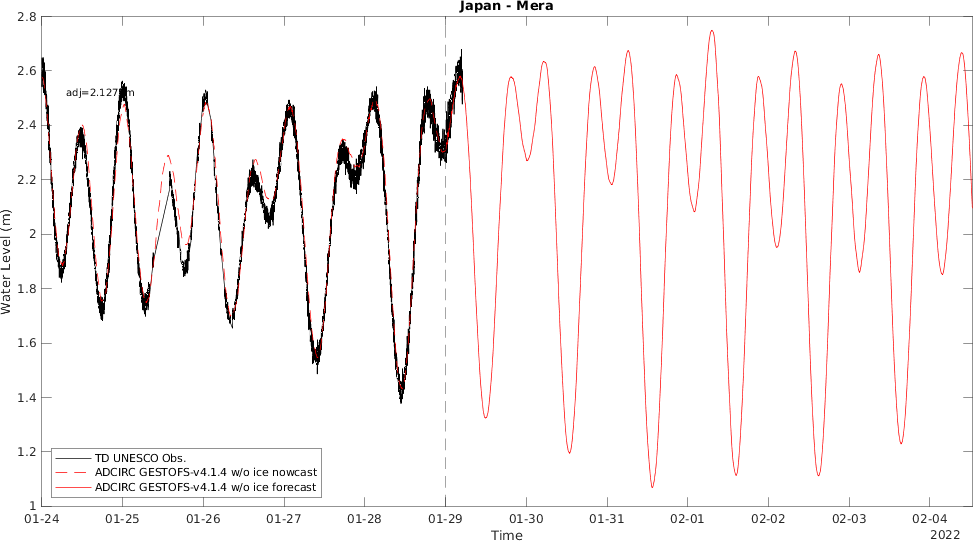 Japan - Mera
2.8
2.6
2.4
2.2
2
1.8
1.6
1.4
1.2
1
Water Level (m)
TD UNESCO Obs.
ADCIRC GESTOFS-v4.1.4 w/o ice nowcast
ADCIRC GESTOFS-v4.1.4 w/o ice forecast
01-24 01-25 01-26 01-27 01-28 01-29 01-30 01-31 02-01 02-02 02-03 02-04
Time
2022